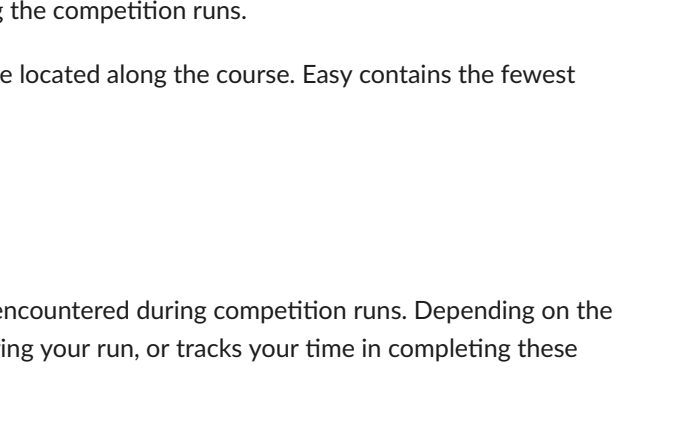 the competition runs.
located along the course. Easy contains the fewest
encountered during competition runs. Depending on the
your run, or tracks your time in completing these